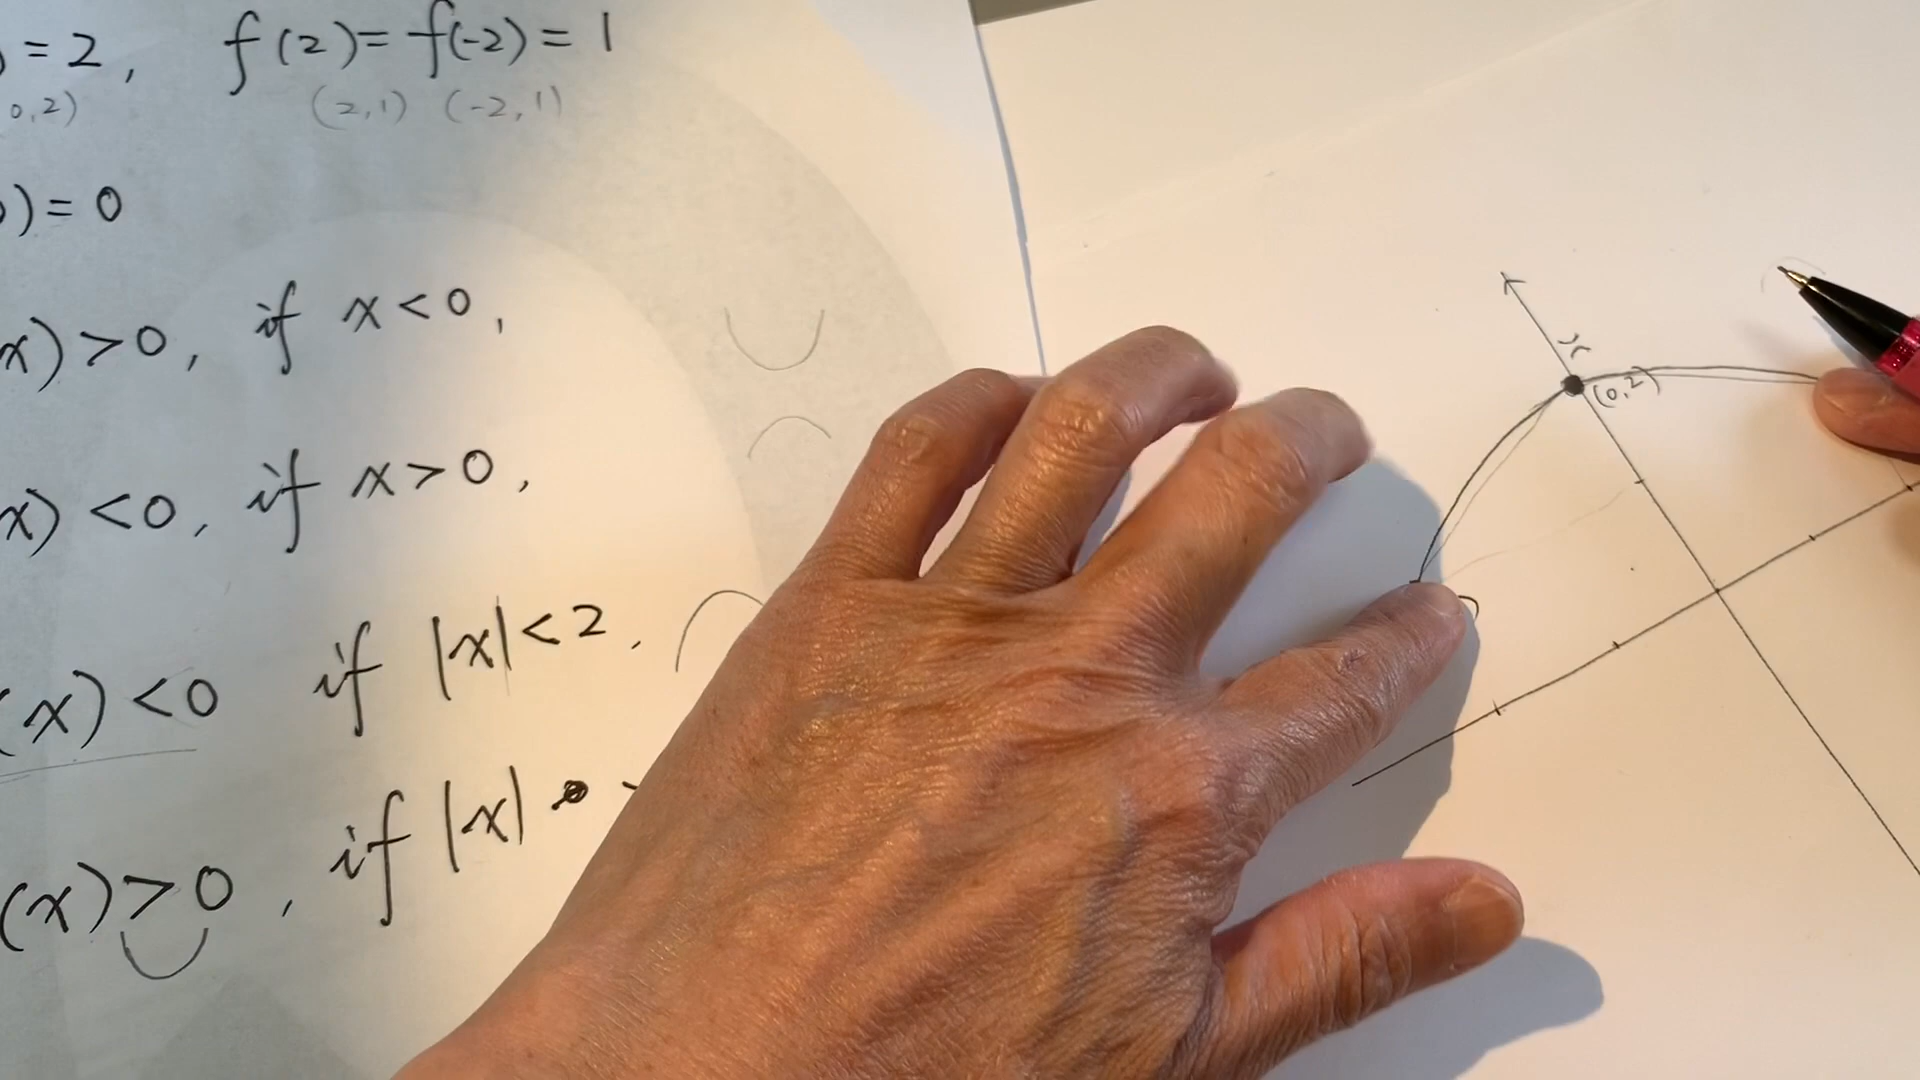 ) = 2, f(2) = f(-2) = 1
0,2) (2,1) (-2,1)
) = 0
x) > 0, if x < 0,
x) < 0, if x > 0,
(x) < 0 if |x| < 2.
(x) > 0, if |x|
(0,2)